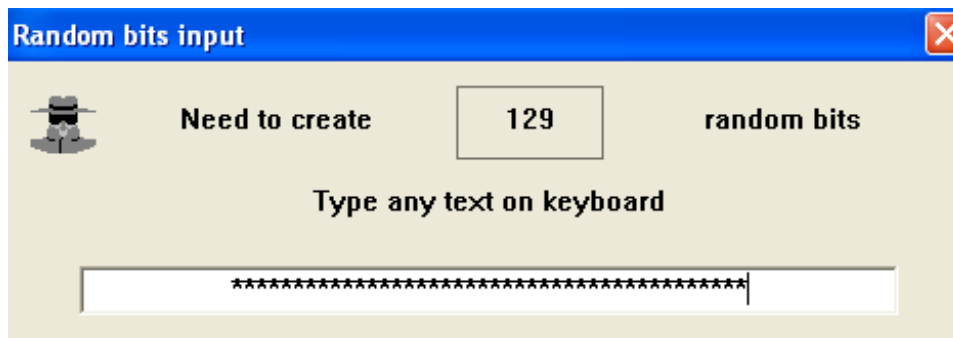 Random bits input
Need to create 129 random bits
Type any text on keyboard
******************************************